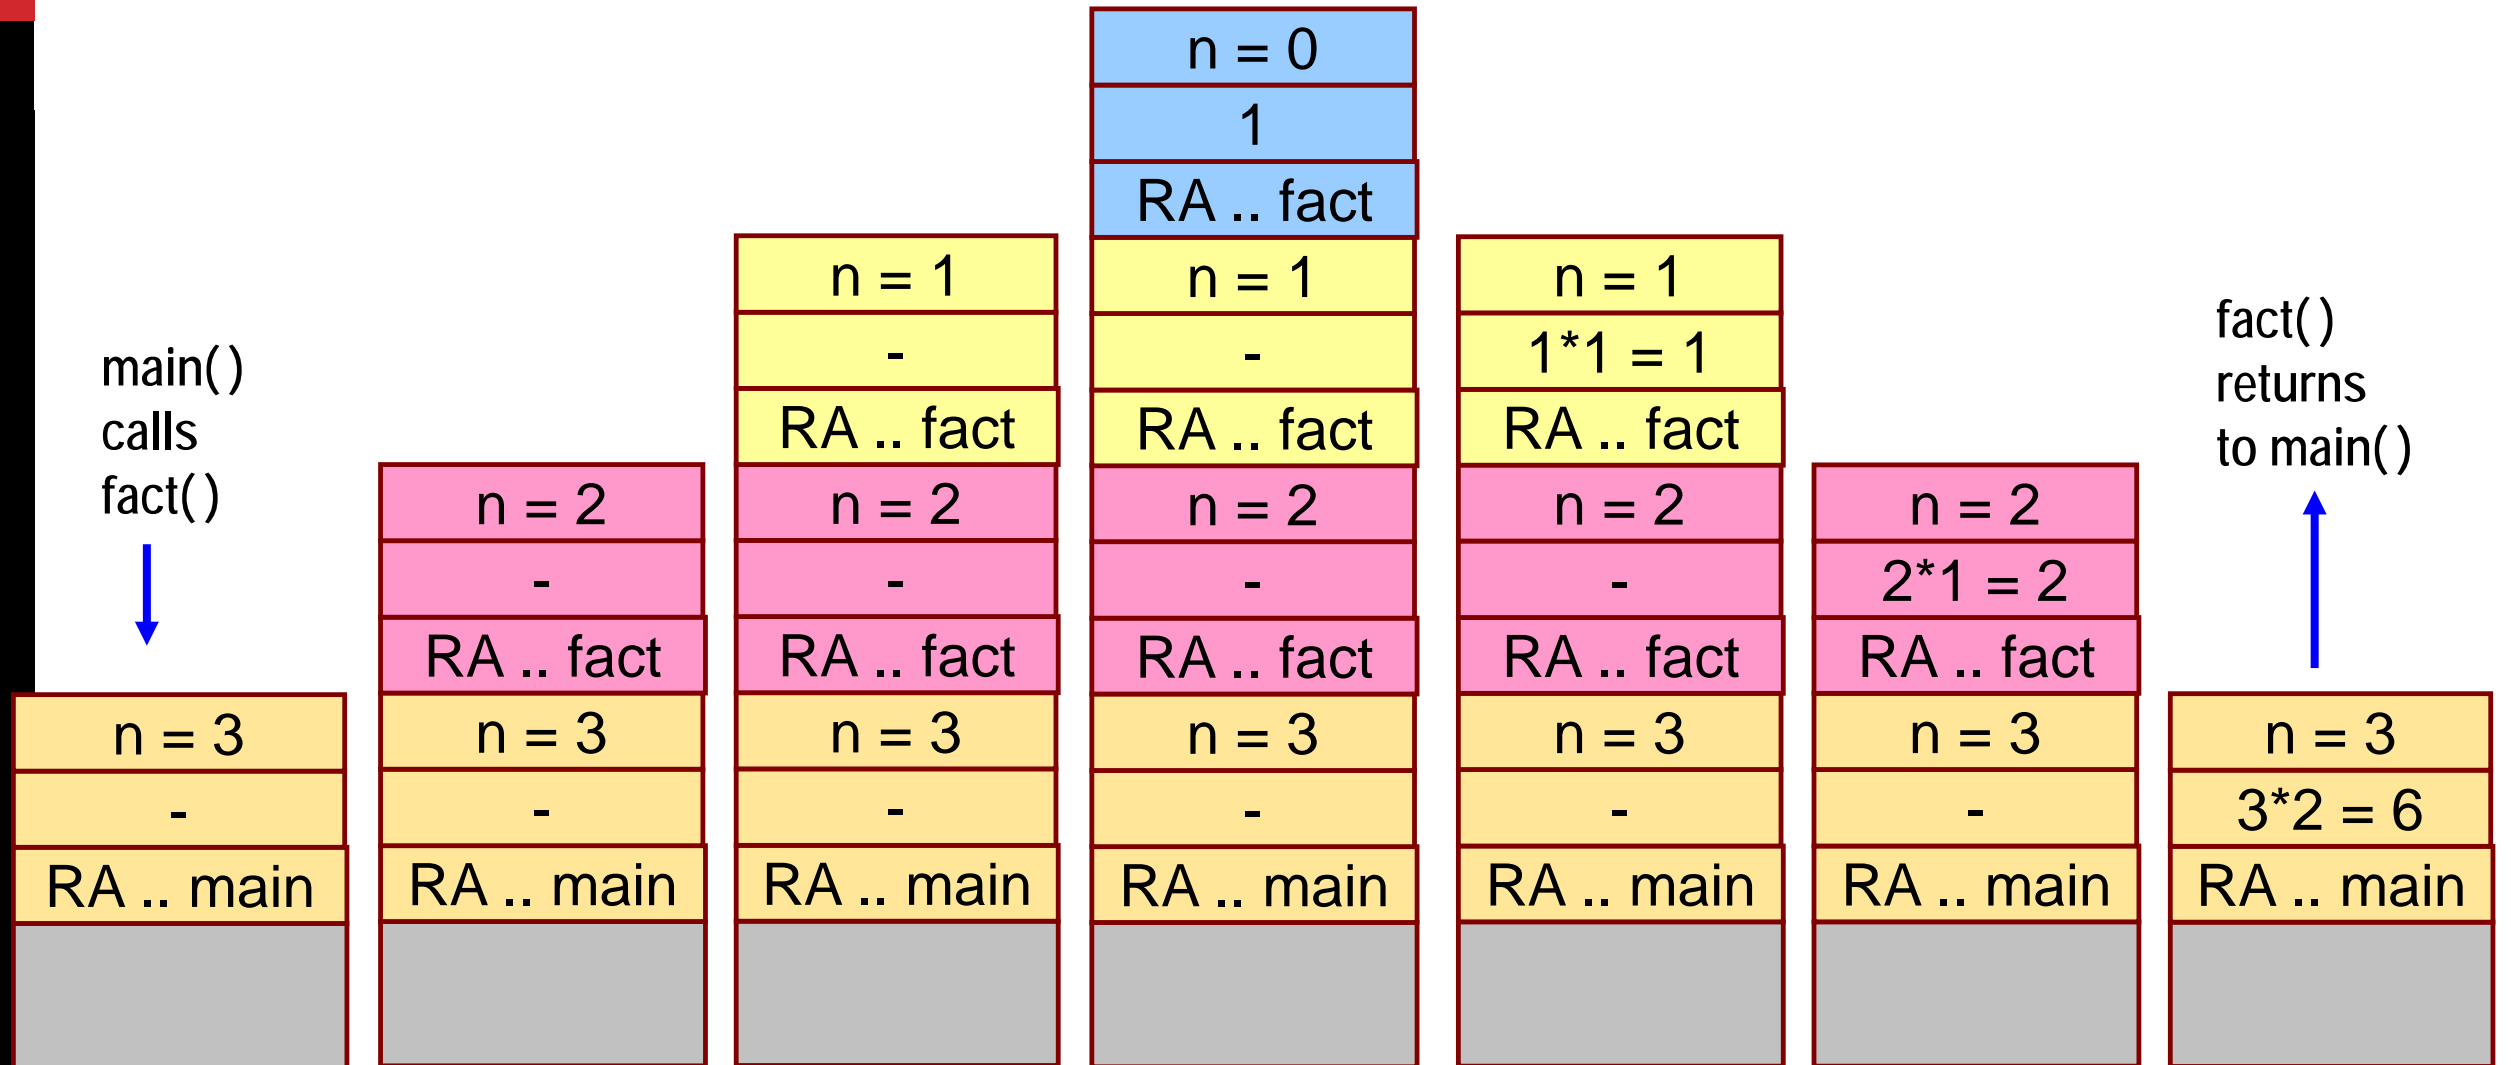 main()
calls
fact()
n = 3
-
RA .. main
n = 2
-
RA .. fact
n = 3
-
RA .. main
n = 1
-
RA .. fact
n = 2
-
RA .. fact
n = 3
-
RA .. main
n = 0
1
RA .. fact
n = 1
-
RA .. fact
n = 2
-
RA .. fact
n = 3
-
RA .. main
n = 1
1*1 = 1
RA .. fact
n = 2
-
RA .. fact
n = 3
-
RA .. main
n = 2
2*1 = 2
RA .. fact
n = 3
-
RA .. main
fact()
returns
to main()
n = 3
3*2 = 6
RA .. main